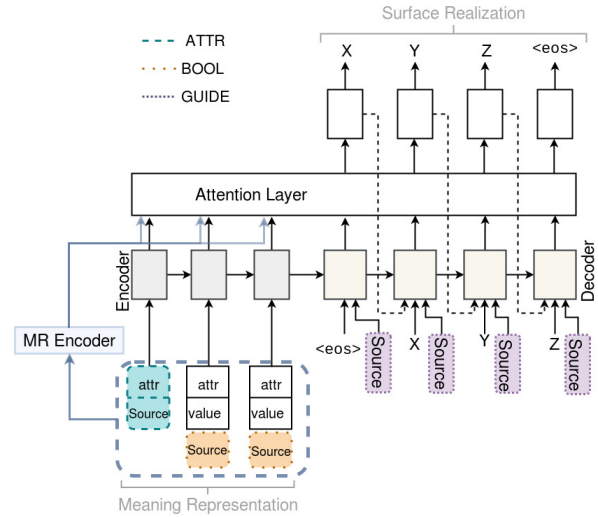 Surface Realization
X Y Z <eos>
ATTR
BOOL
GUIDE
Attention Layer
Encoder
Decoder
MR Encoder
<eos> Source X Source Y Source Z Source
attr attr attr
Source value value
Source Source
Meaning Representation